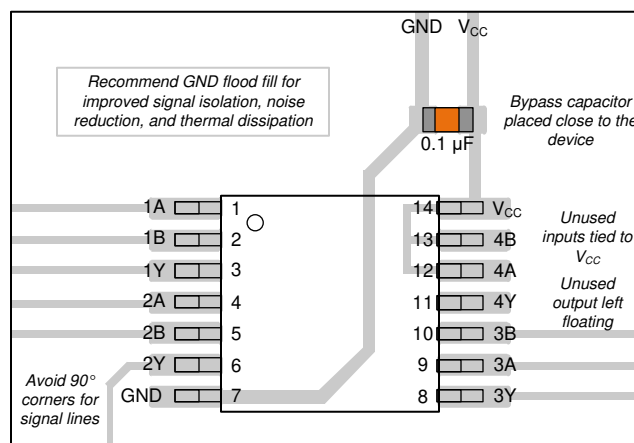 GND VCC
Recommend GND flood fill for
improved signal isolation, noise
reduction, and thermal dissipation
Bypass capacitor
placed close to the
device
0.1 µF
1A 1 14 VCC
1B 2 13 4B
1Y 3 12 4A
2A 4 11 4Y
2B 5 10 3B
2Y 6 9 3A
GND 7 8 3Y
Unused
inputs tied to
VCC
Unused
output left
floating
Avoid 90°
corners for
signal lines